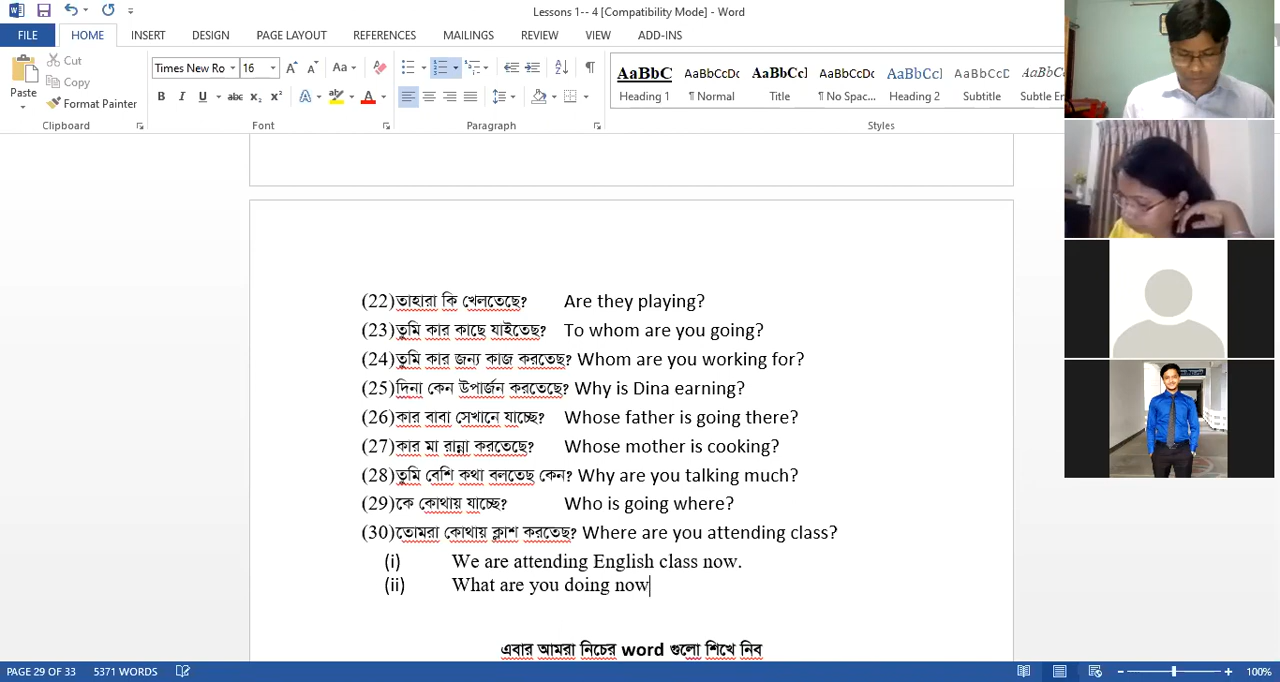 Lessons 1-- 4 [Compatibility Mode] - Word
FILE HOME INSERT DESIGN PAGE LAYOUT REFERENCES MAILINGS REVIEW VIEW ADD-INS
Paste
Cut
Copy
Format Painter
Clipboard
Times New Ro 16
Font
Paragraph
AaBbC AaBbCcDc AaBbCc] AaBbCcDc AaBbCc] AaBbCcD AaBbCcD
Heading 1 ¶ Normal Title ¶ No Spac... Heading 2 Subtitle Subtle Em
Styles
(22)তাহারা কি খেলতেছে? Are they playing?
(23)তুমি কার কাছে যাইতেছ? To whom are you going?
(24)তুমি কার জন্য কাজ করতেছ? Whom are you working for?
(25)দিনা কেন উপার্জন করতেছে? Why is Dina earning?
(26)কার বাবা সেখানে যাচ্ছে? Whose father is going there?
(27)কার মা রান্না করতেছে? Whose mother is cooking?
(28)তুমি বেশি কথা বলতেছ কেন? Why are you talking much?
(29)কে কোথায় যাচ্ছে? Who is going where?
(30)তোমরা কোথায় ক্লাশ করতেছ? Where are you attending class?
(i) We are attending English class now.
(ii) What are you doing now
এবার আমরা নিচের word গুলো শিখে নিব
PAGE 29 OF 33 5371 WORDS
100%